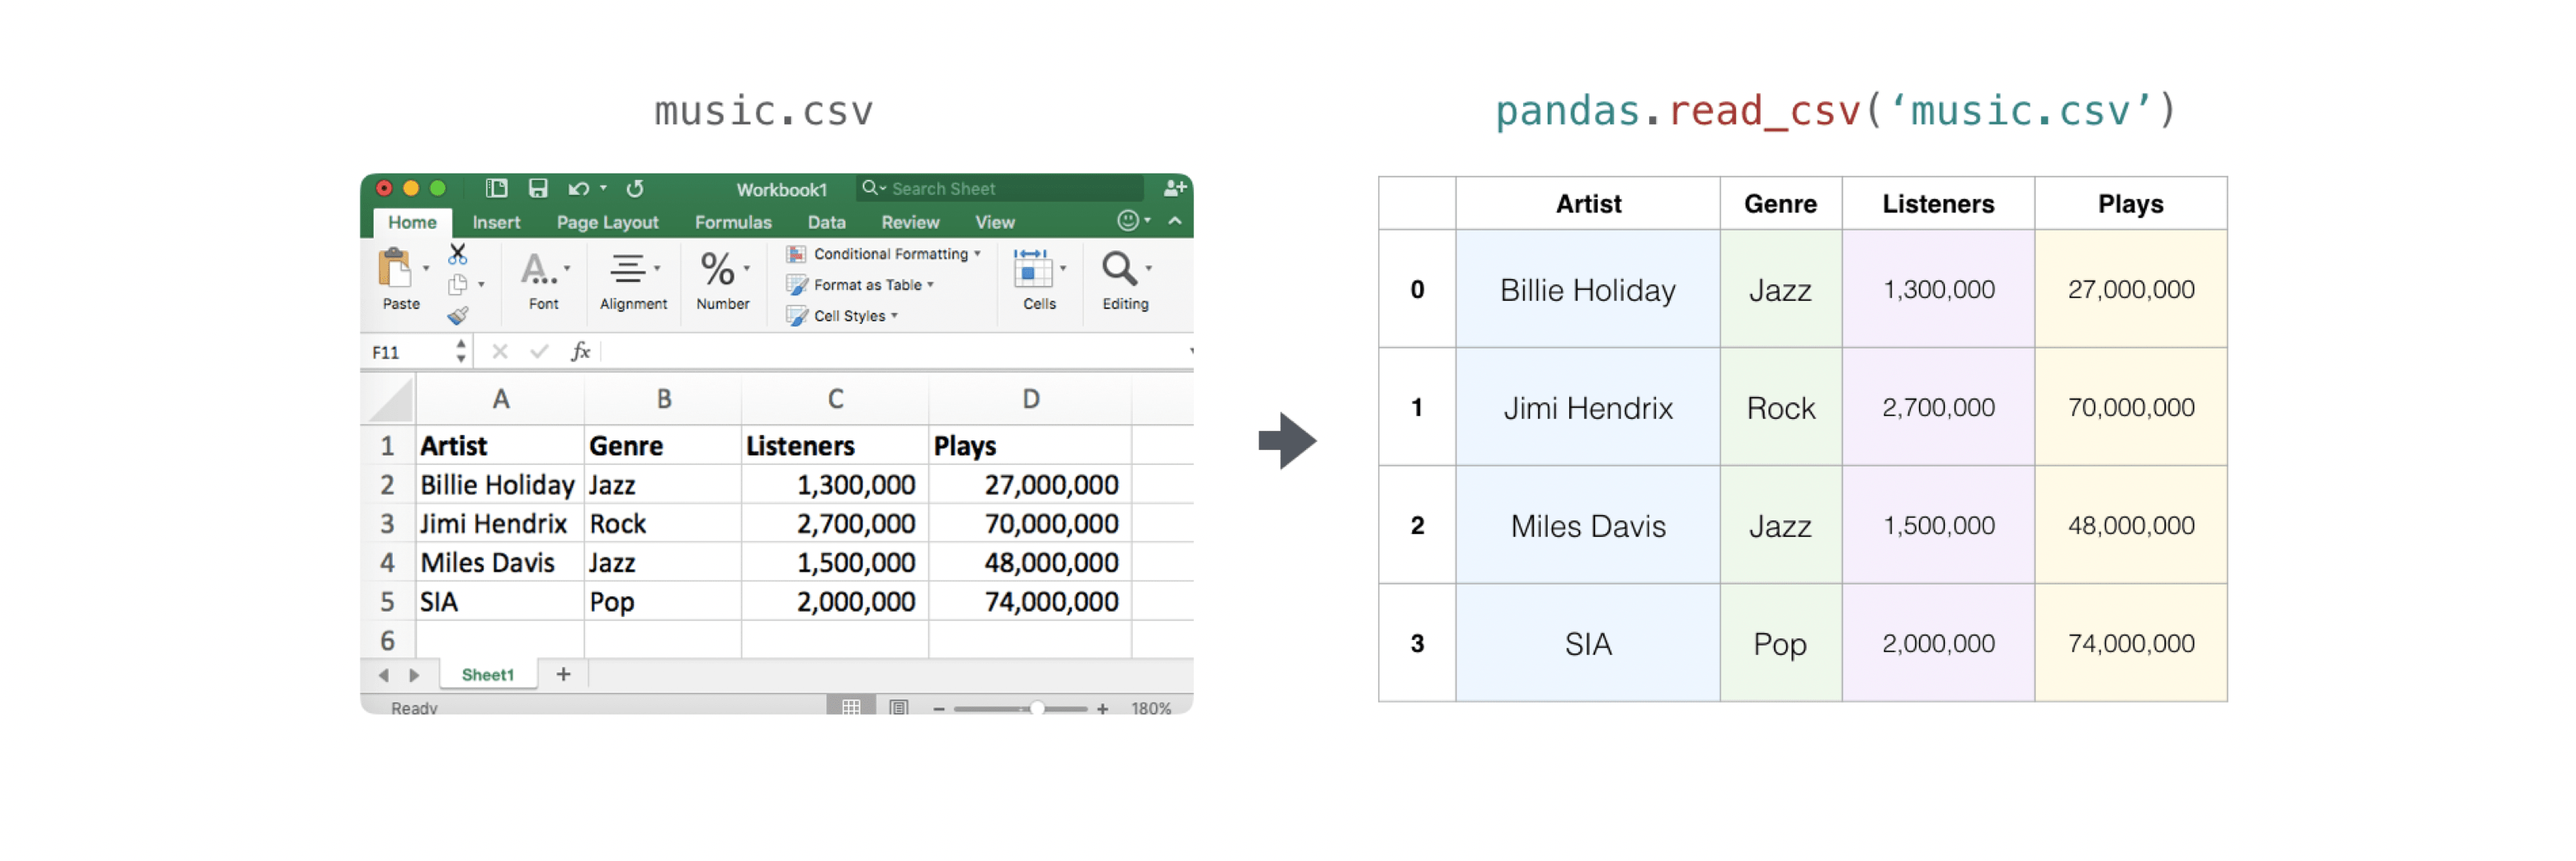 music.csv
Workbook1
Search Sheet
Home Insert Page Layout Formulas Data Review View
Paste
A...
Font
Alignment
%
Number
Conditional Formatting
Format as Table
Cell Styles
Cells
Editing
F11 fx
A B C D
1 Artist Genre Listeners Plays
2 Billie Holiday Jazz 1,300,000 27,000,000
3 Jimi Hendrix Rock 2,700,000 70,000,000
4 Miles Davis Jazz 1,500,000 48,000,000
5 SIA Pop 2,000,000 74,000,000
6
Sheet1 +
Ready − + 180%
pandas.read_csv(‘music.csv’)
Artist Genre Listeners Plays
0 Billie Holiday Jazz 1,300,000 27,000,000
1 Jimi Hendrix Rock 2,700,000 70,000,000
2 Miles Davis Jazz 1,500,000 48,000,000
3 SIA Pop 2,000,000 74,000,000